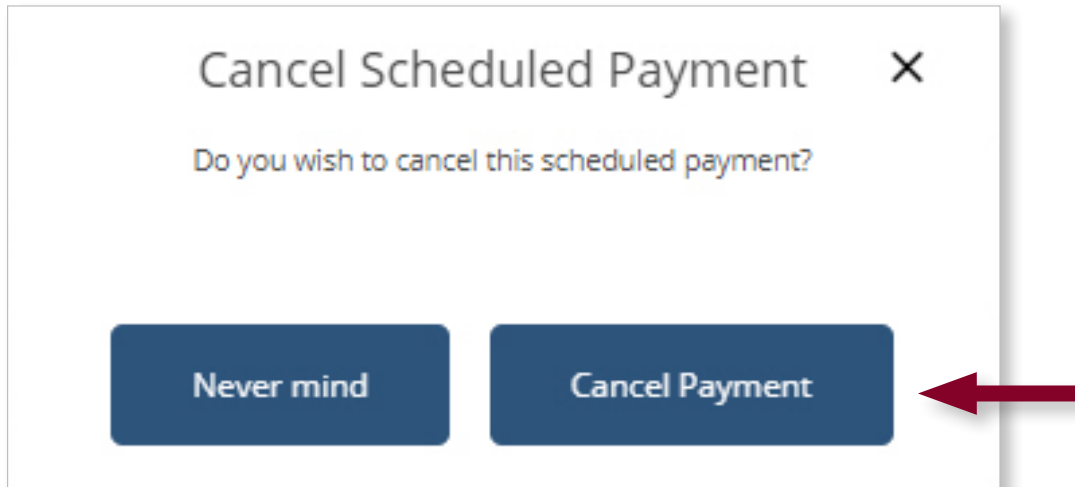 Cancel Scheduled Payment
Do you wish to cancel this scheduled payment?
Never mind
Cancel Payment